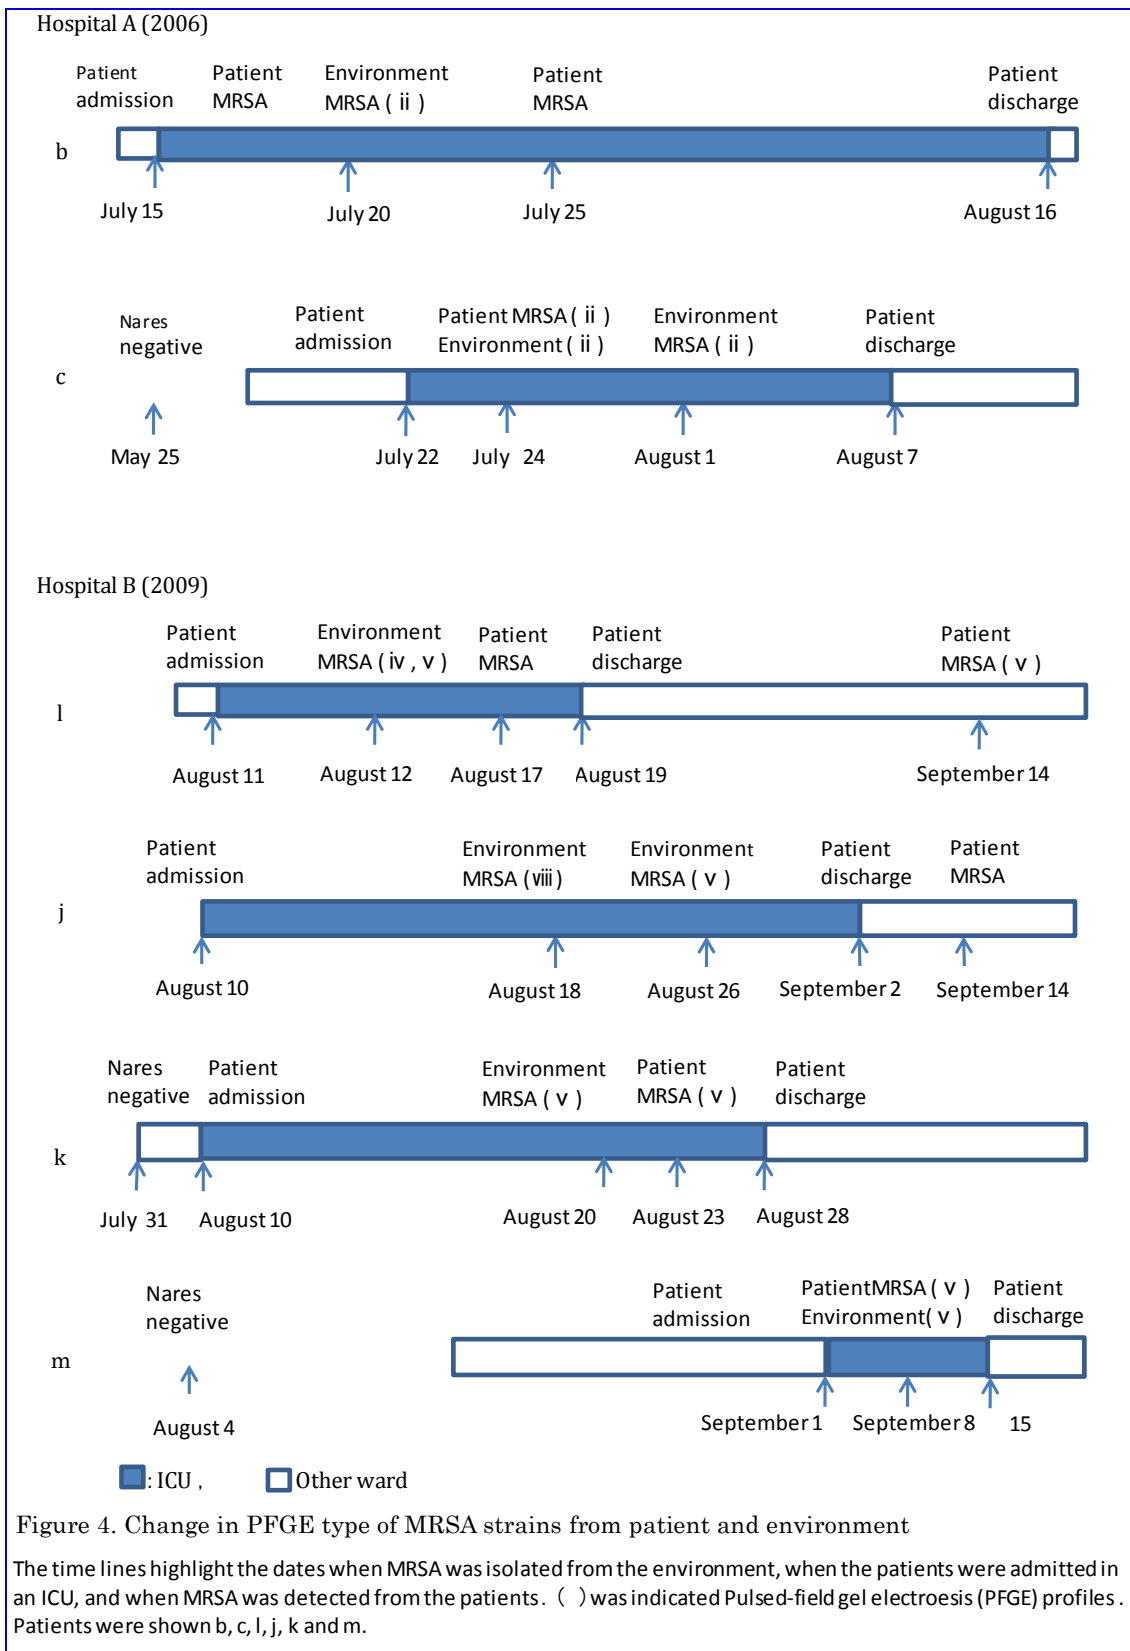 Hospital A (2006)
Patient admission
Patient MRSA
Environment MRSA ( ii )
Patient MRSA
Patient discharge
b
July 15
July 20
July 25
August 16
Nares negative
Patient admission
Patient MRSA ( ii )
Environment ( ii )
Environment MRSA ( ii )
Patient discharge
c
May 25
July 22
July 24
August 1
August 7
Hospital B (2009)
Patient admission
Environment MRSA ( iv , v )
Patient MRSA
Patient discharge
Patient MRSA ( v )
l
August 11
August 12
August 17
August 19
September 14
Patient admission
Environment MRSA ( viii )
Environment MRSA ( v )
Patient discharge
Patient MRSA
j
August 10
August 18
August 26
September 2
September 14
Nares negative
Patient admission
Environment MRSA ( v )
Patient MRSA ( v )
Patient discharge
k
July 31
August 10
August 20
August 23
August 28
Nares negative
Patient admission
PatientMRSA ( v )
Environment( v )
Patient discharge
m
August 4
September 1
September 8
15
: ICU ,
Other ward
Figure 4. Change in PFGE type of MRSA strains from patient and environment
The time lines highlight the dates when MRSA was isolated from the environment, when the patients were admitted in
an ICU, and when MRSA was detected from the patients. ( ) was indicated Pulsed-field gel electroesis (PFGE) profiles .
Patients were shown b, c, l, j, k and m.